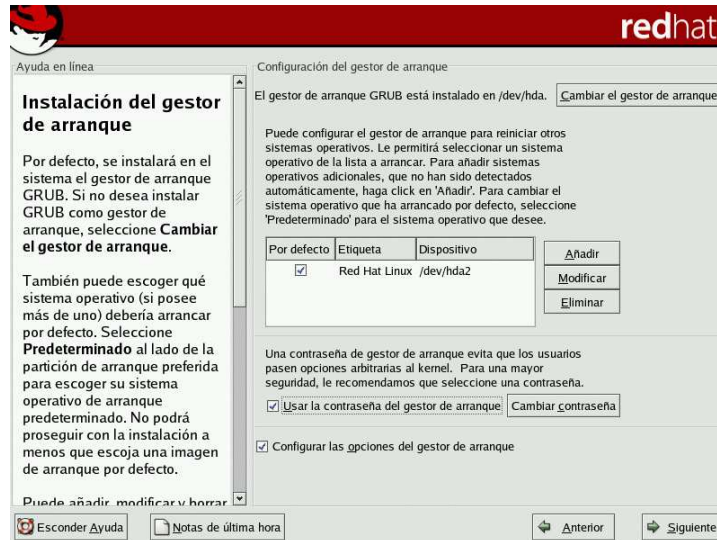 redhat
Ayuda en línea
Instalación del gestor
de arranque
Por defecto, se instalará en el
sistema el gestor de arranque
GRUB. Si no desea instalar
GRUB como gestor de
arranque, seleccione Cambiar
el gestor de arranque.
También puede escoger qué
sistema operativo (si posee
más de uno) debería arrancar
por defecto. Seleccione
Predeterminado al lado de la
partición de arranque preferida
para escoger su sistema
operativo de arranque
predeterminado. No podrá
proseguir con la instalación a
menos que escoja una imagen
de arranque por defecto.
Puede añadir, modificar y borrar
Configuración del gestor de arranque
El gestor de arranque GRUB está instalado en /dev/hda.
Cambiar el gestor de arranque
Puede configurar el gestor de arranque para reiniciar otros
sistemas operativos. Le permitirá seleccionar un sistema
operativo de la lista a arrancar. Para añadir sistemas
operativos adicionales, que no han sido detectados
automáticamente, haga click en 'Añadir'. Para cambiar el
sistema operativo que ha arrancado por defecto, seleccione
'Predeterminado' para el sistema operativo que desee.
Por defecto Etiqueta Dispositivo
Red Hat Linux /dev/hda2
Añadir
Modificar
Eliminar
Una contraseña de gestor de arranque evita que los usuarios
pasen opciones arbitrarias al kernel. Para una mayor
seguridad, le recomendamos que seleccione una contraseña.
Usar la contraseña del gestor de arranque
Cambiar contraseña
Configurar las opciones del gestor de arranque
Esconder Ayuda
Notas de última hora
Anterior
Siguiente